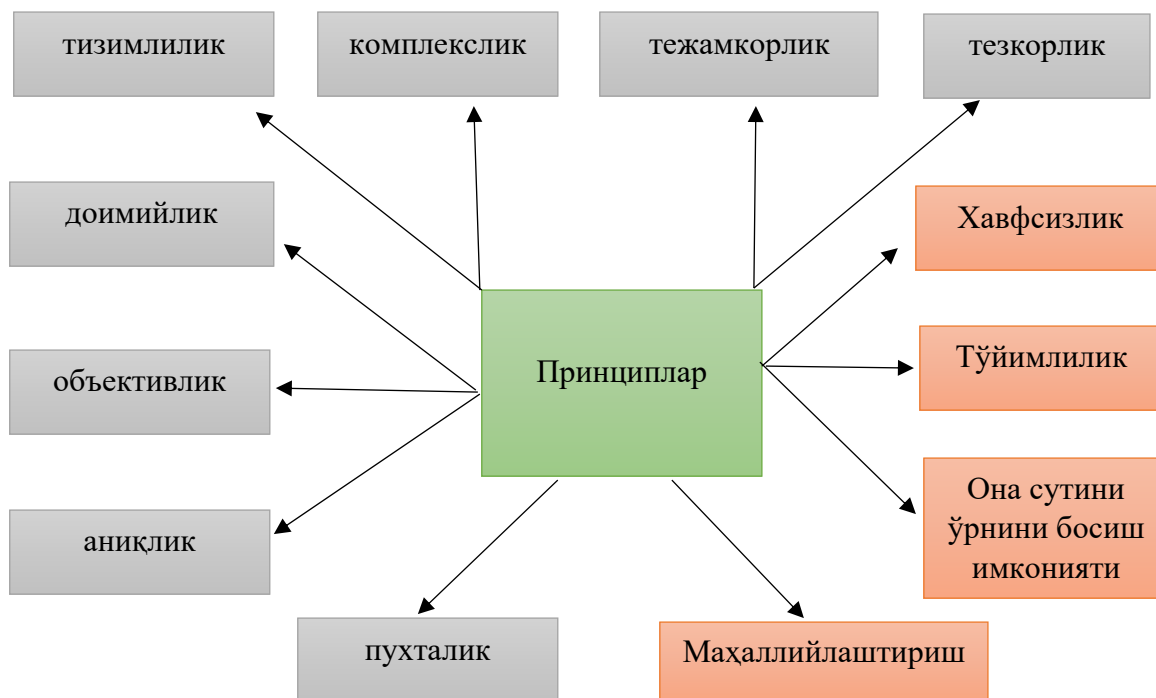 тизимлилик
комплекслик
тежамкорлик
тезкорлик
доимийлик
Хавфсизлик
объективлик
Принциплар
Тўйимлилик
аниқлик
Она сутини
ўрнини босиш
имконияти
пухталик
Маҳаллийлаштириш